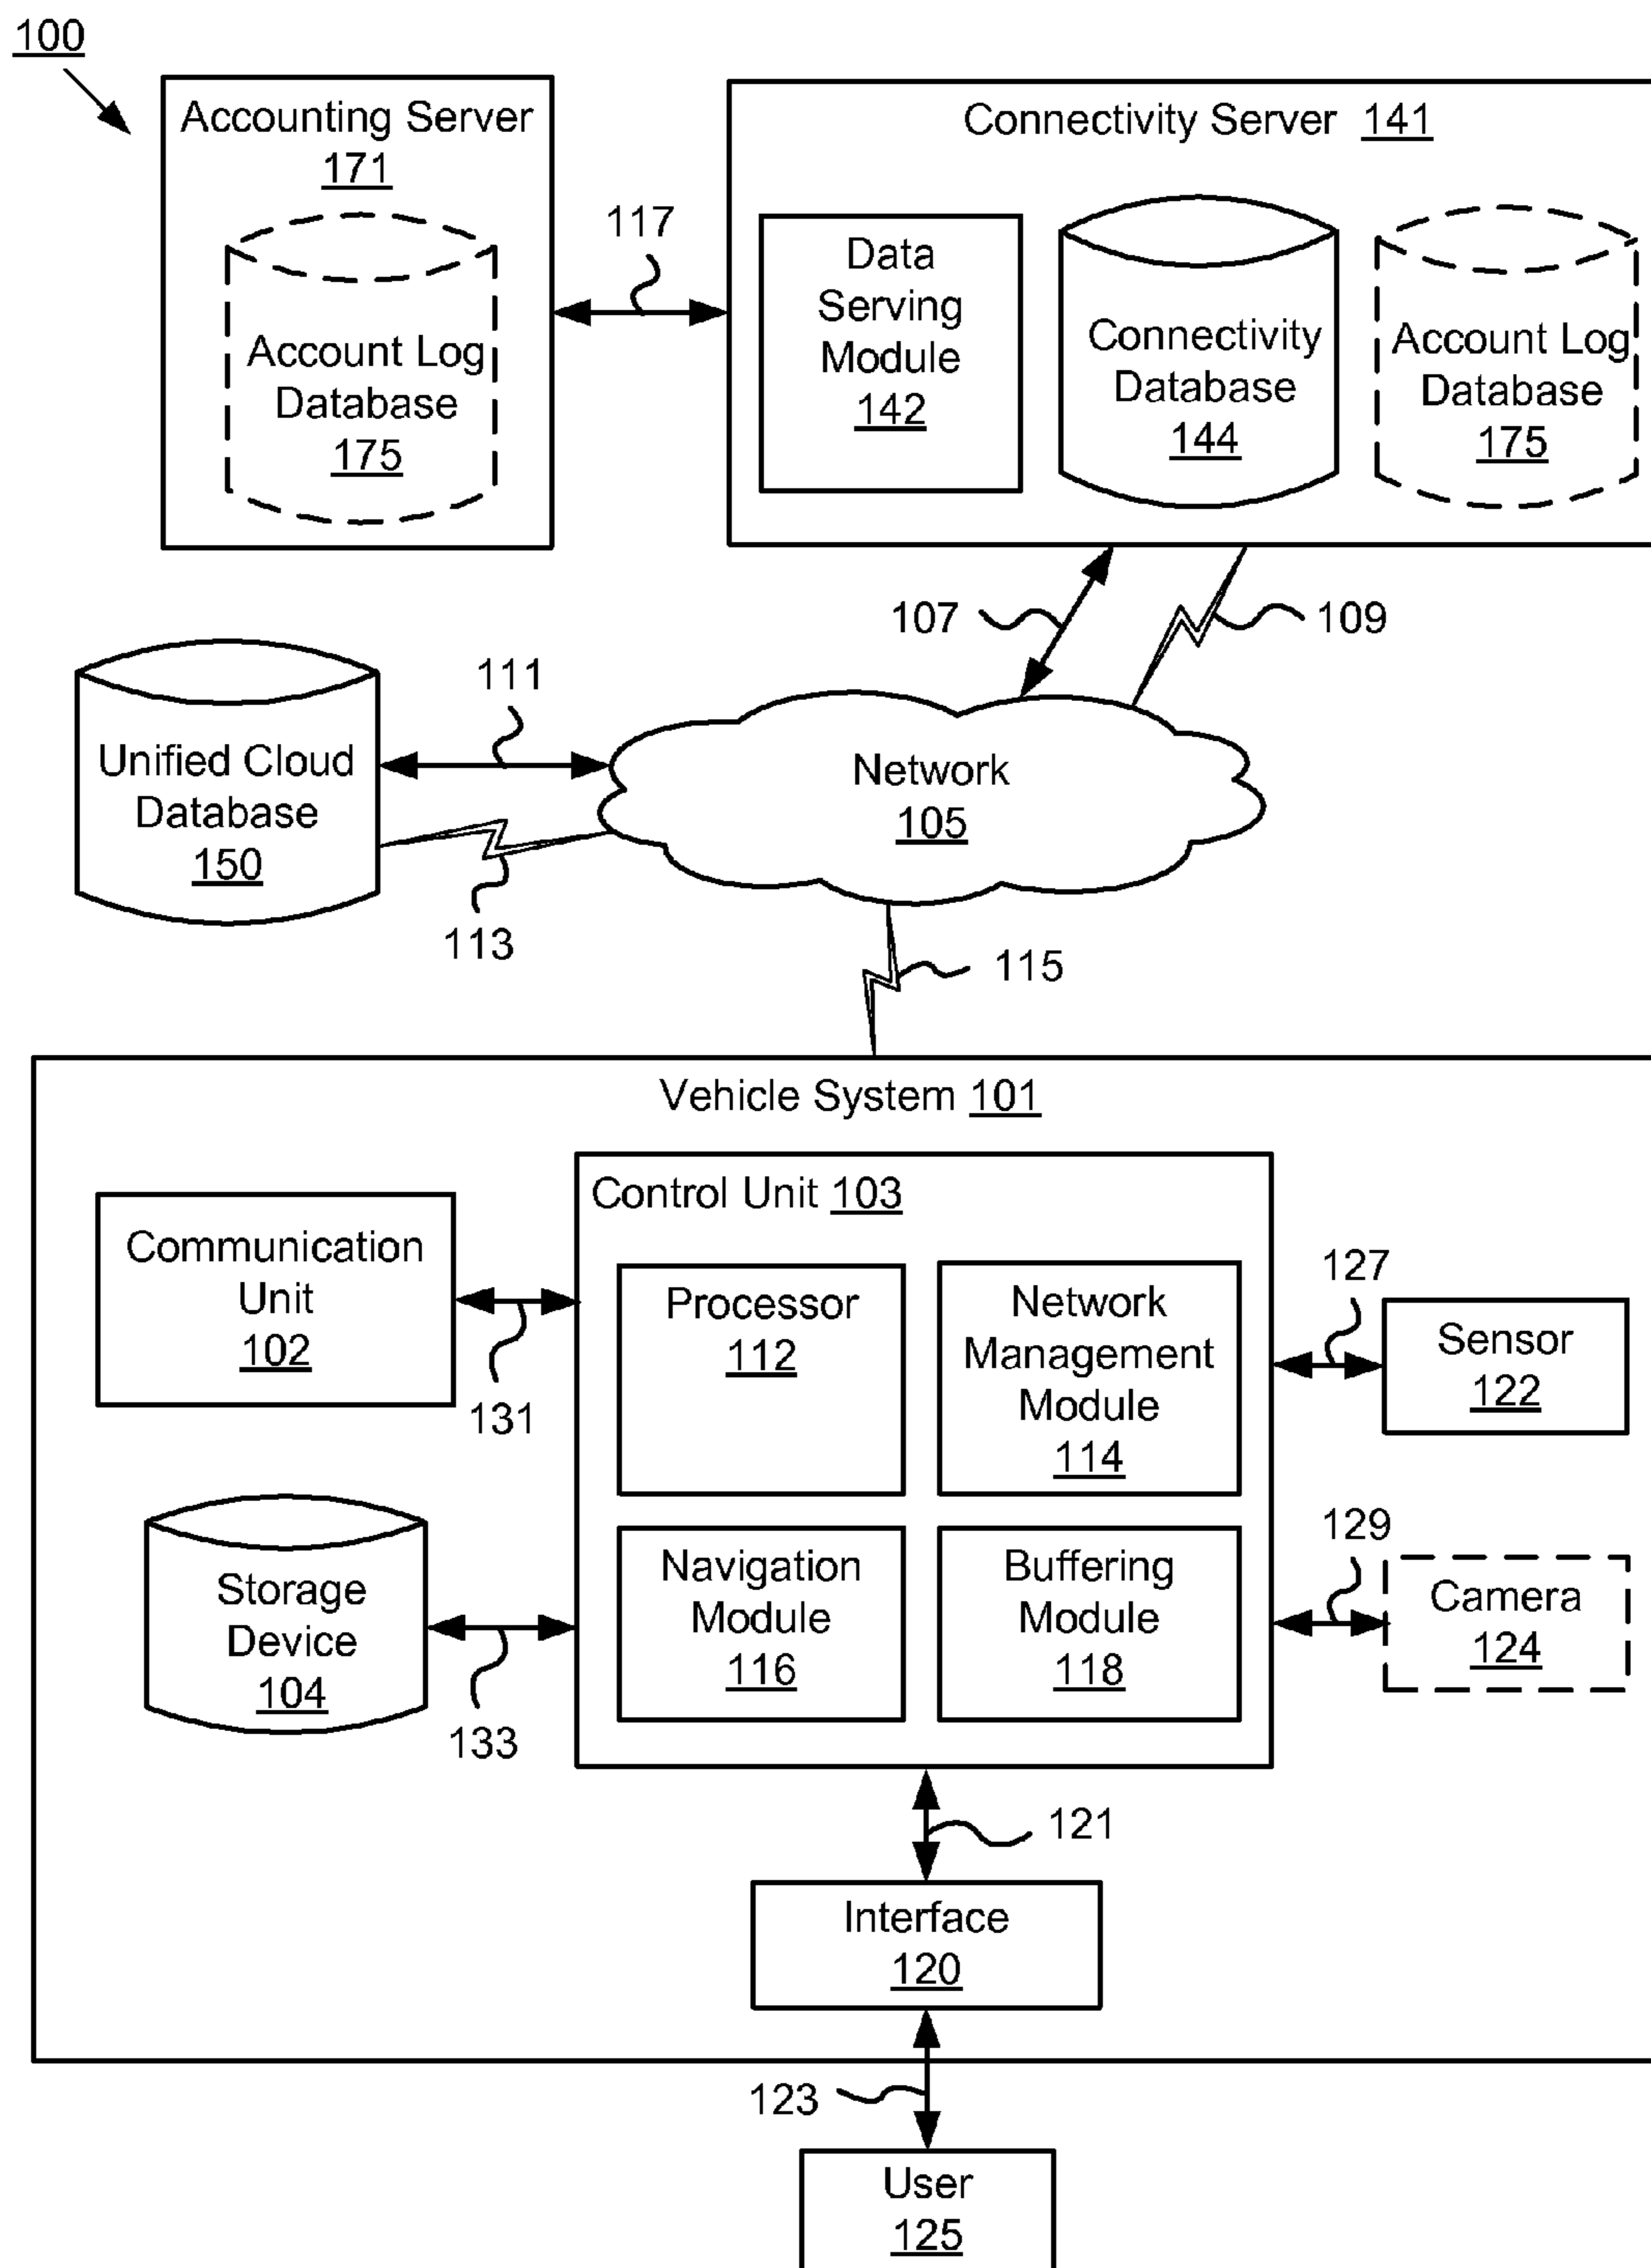 100
Accounting Server
171
Account Log
Database
175
117
Connectivity Server 141
Data
Serving
Module
142
Connectivity
Database
144
Account Log
Database
175
107
109
111
Unified Cloud
Database
150
Network
105
113
115
Vehicle System 101
Communication
Unit
102
131
Control Unit 103
Processor
112
Network
Management
Module
114
127
Sensor
122
Storage
Device
104
133
Navigation
Module
116
Buffering
Module
118
129
Camera
124
121
Interface
120
123
User
125